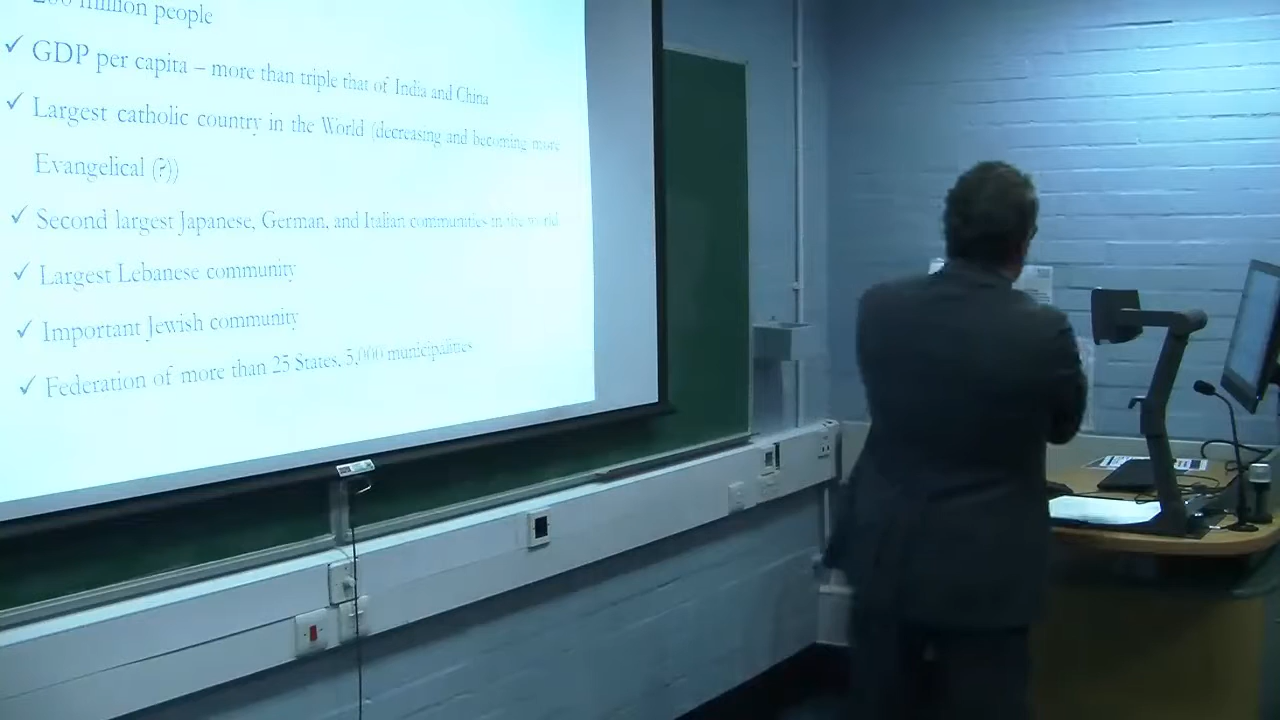 million people
✓ GDP per capita – more than triple that of India and China
✓ Largest catholic country in the World (decreasing and becoming more
Evangelical (?))
✓ Second largest Japanese, German, and Italian communities in the world
✓ Largest Lebanese community
✓ Important Jewish community
✓ Federation of more than 25 States, 5,000 municipalities